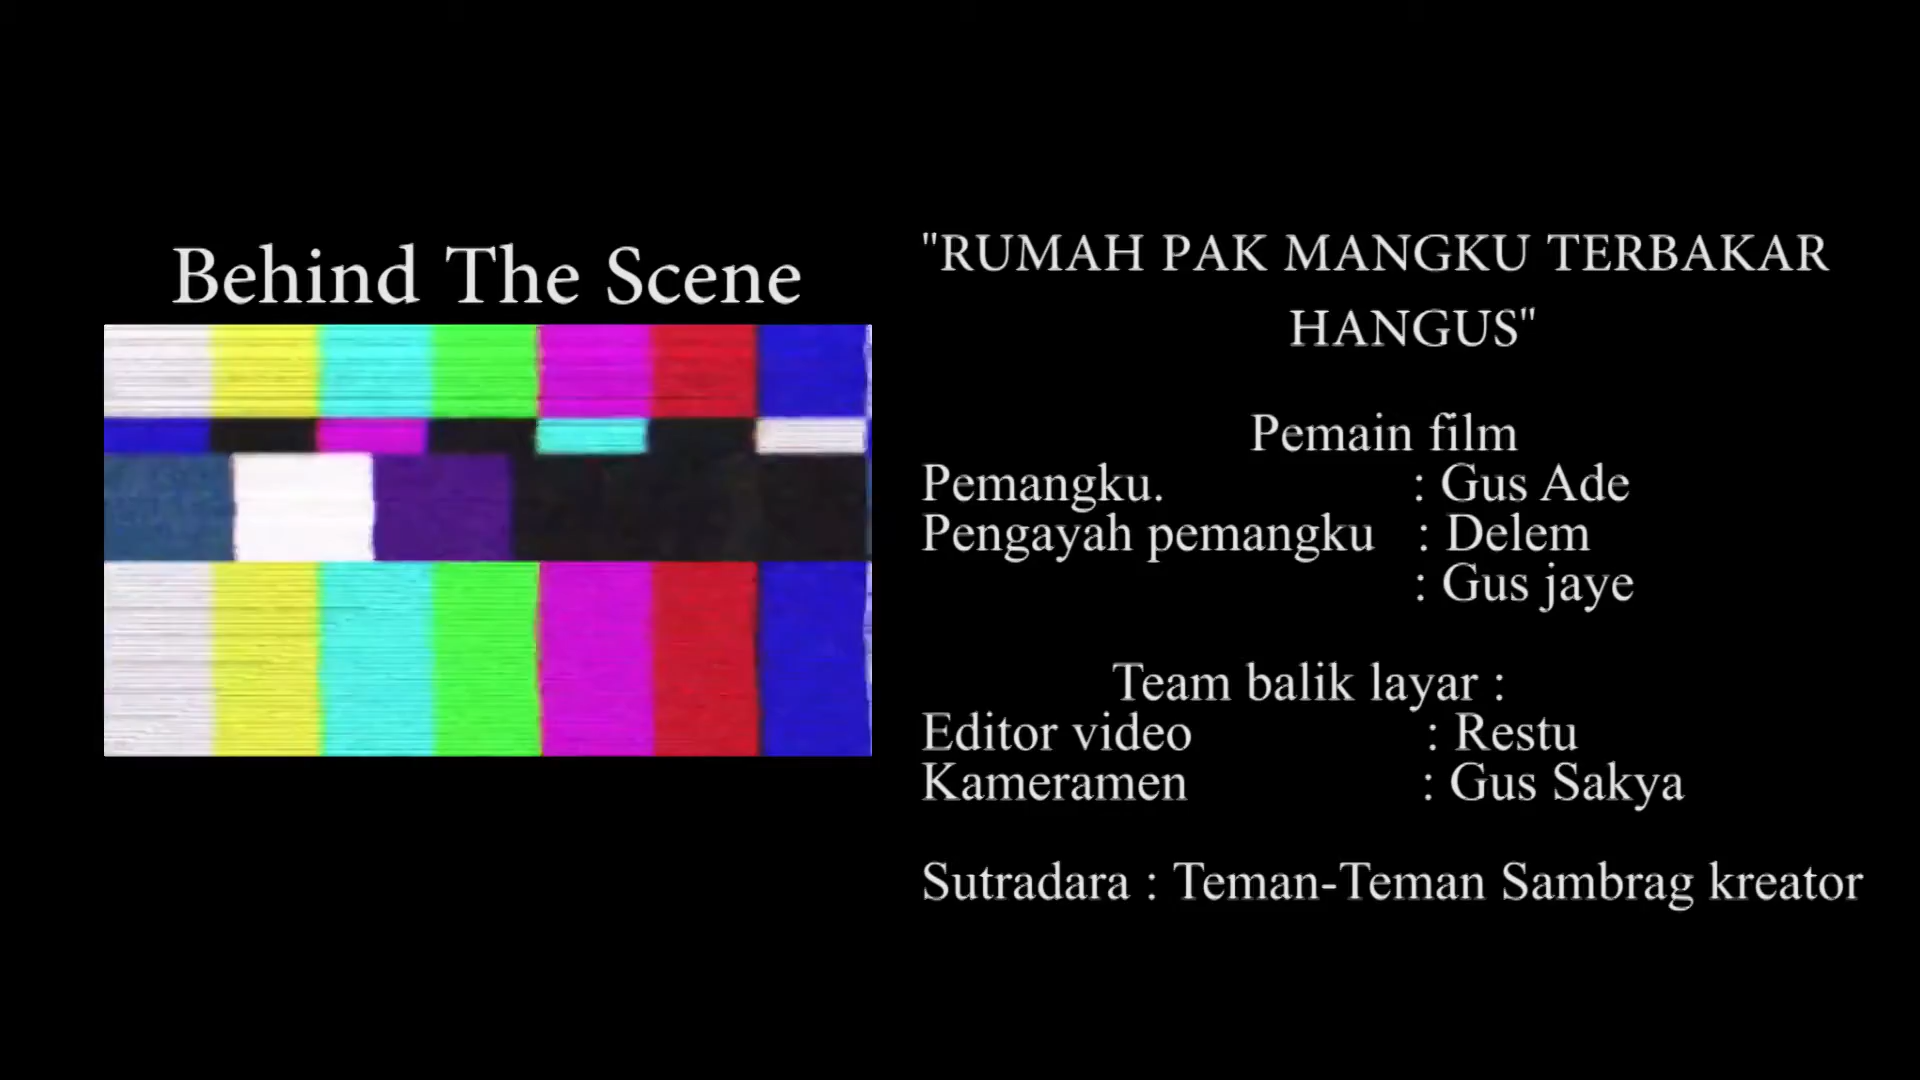 Behind The Scene
"RUMAH PAK MANGKU TERBAKAR
HANGUS"
Pemain film
Pemangku. : Gus Ade
Pengayah pemangku : Delem
: Gus jaye
Team balik layar :
Editor video : Restu
Kameramen : Gus Sakya
Sutradara : Teman-Teman Sambrag kreator